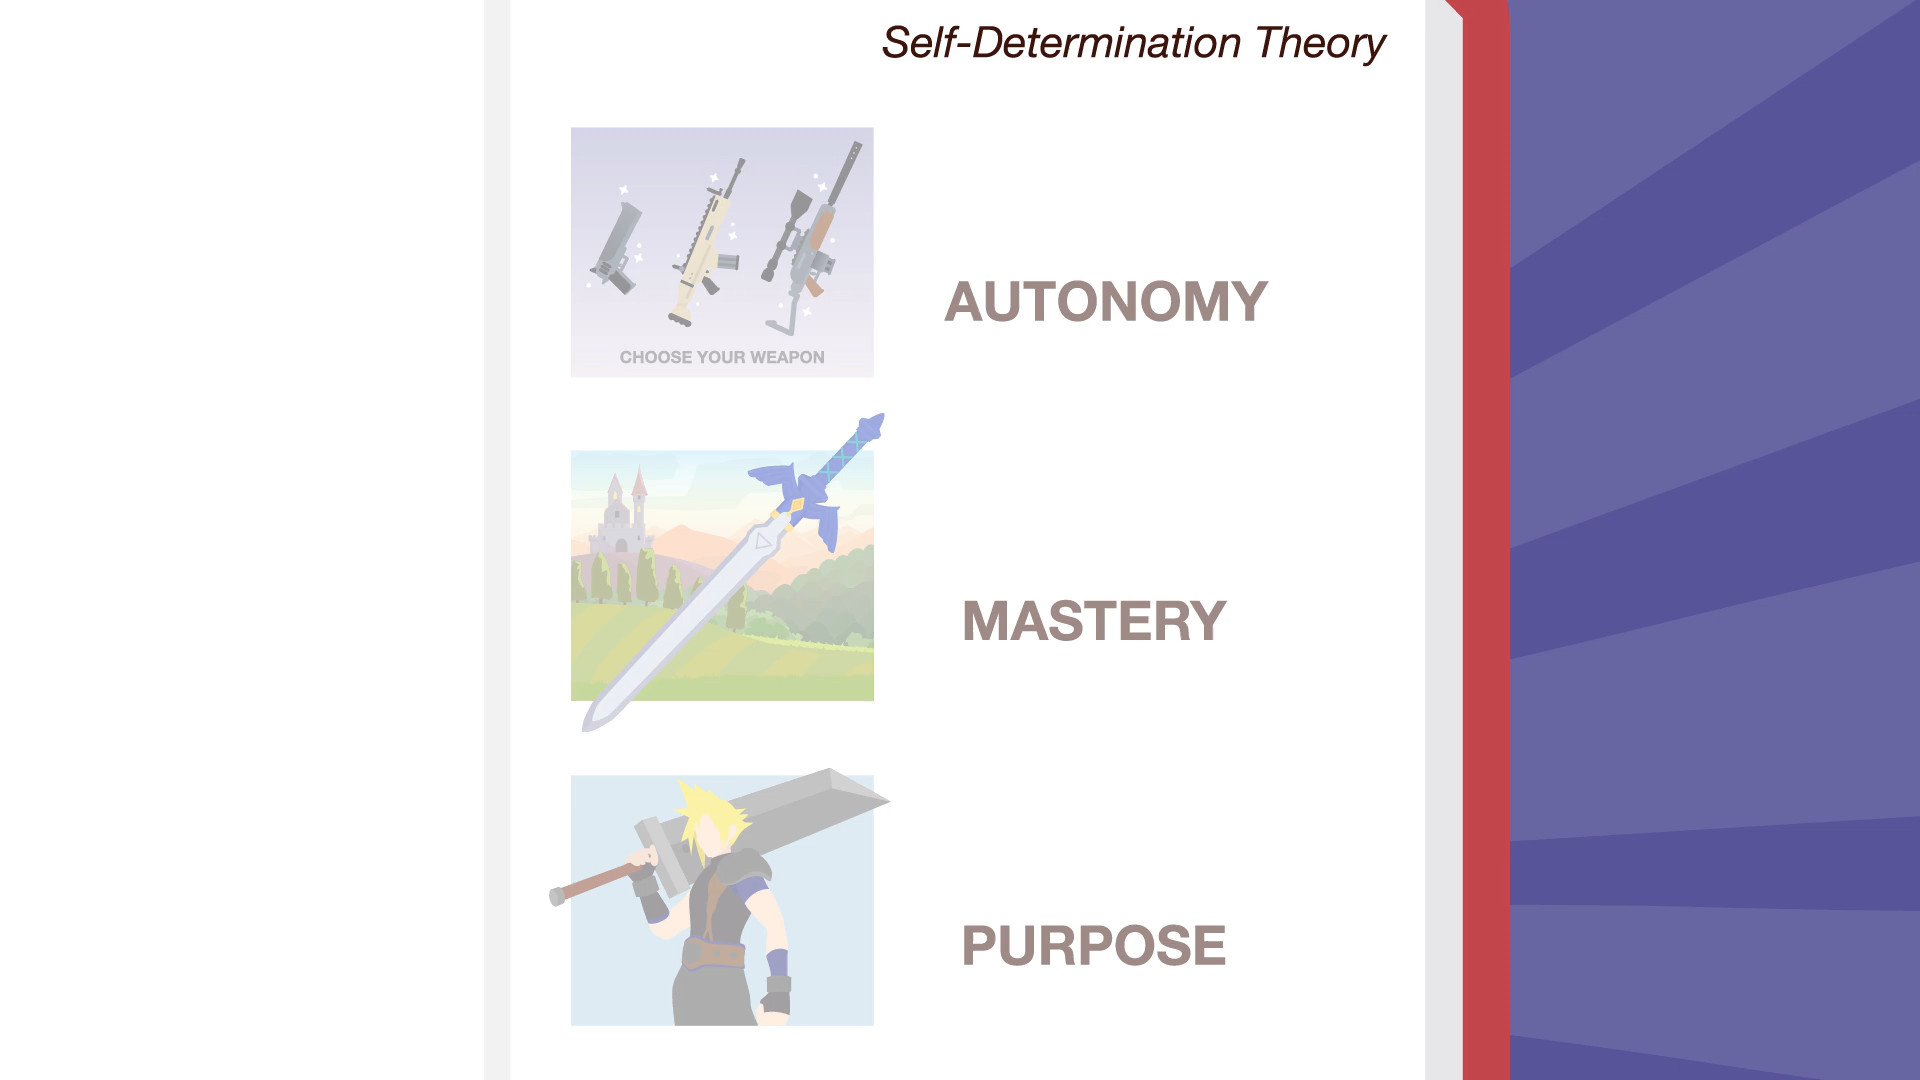 Self-Determination Theory
CHOOSE YOUR WEAPON
AUTONOMY
MASTERY
PURPOSE